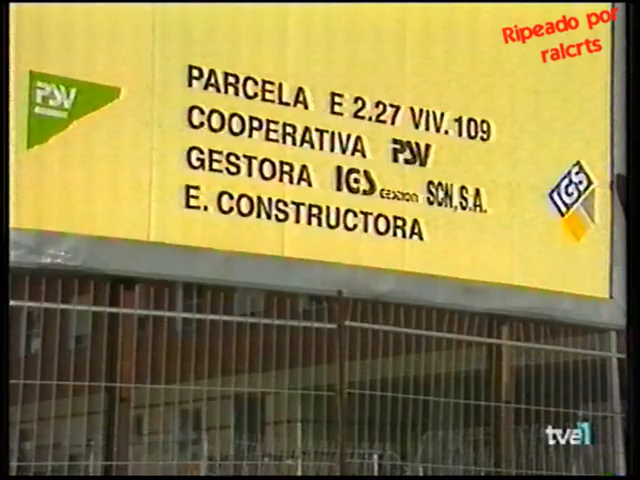 Ripeado por
ralcrts
PSV
PARCELA E 2.27 VIV. 109
COOPERATIVA PSV
GESTORA IGS GESTION SCN, S.A.
E. CONSTRUCTORA
IGS
tve1